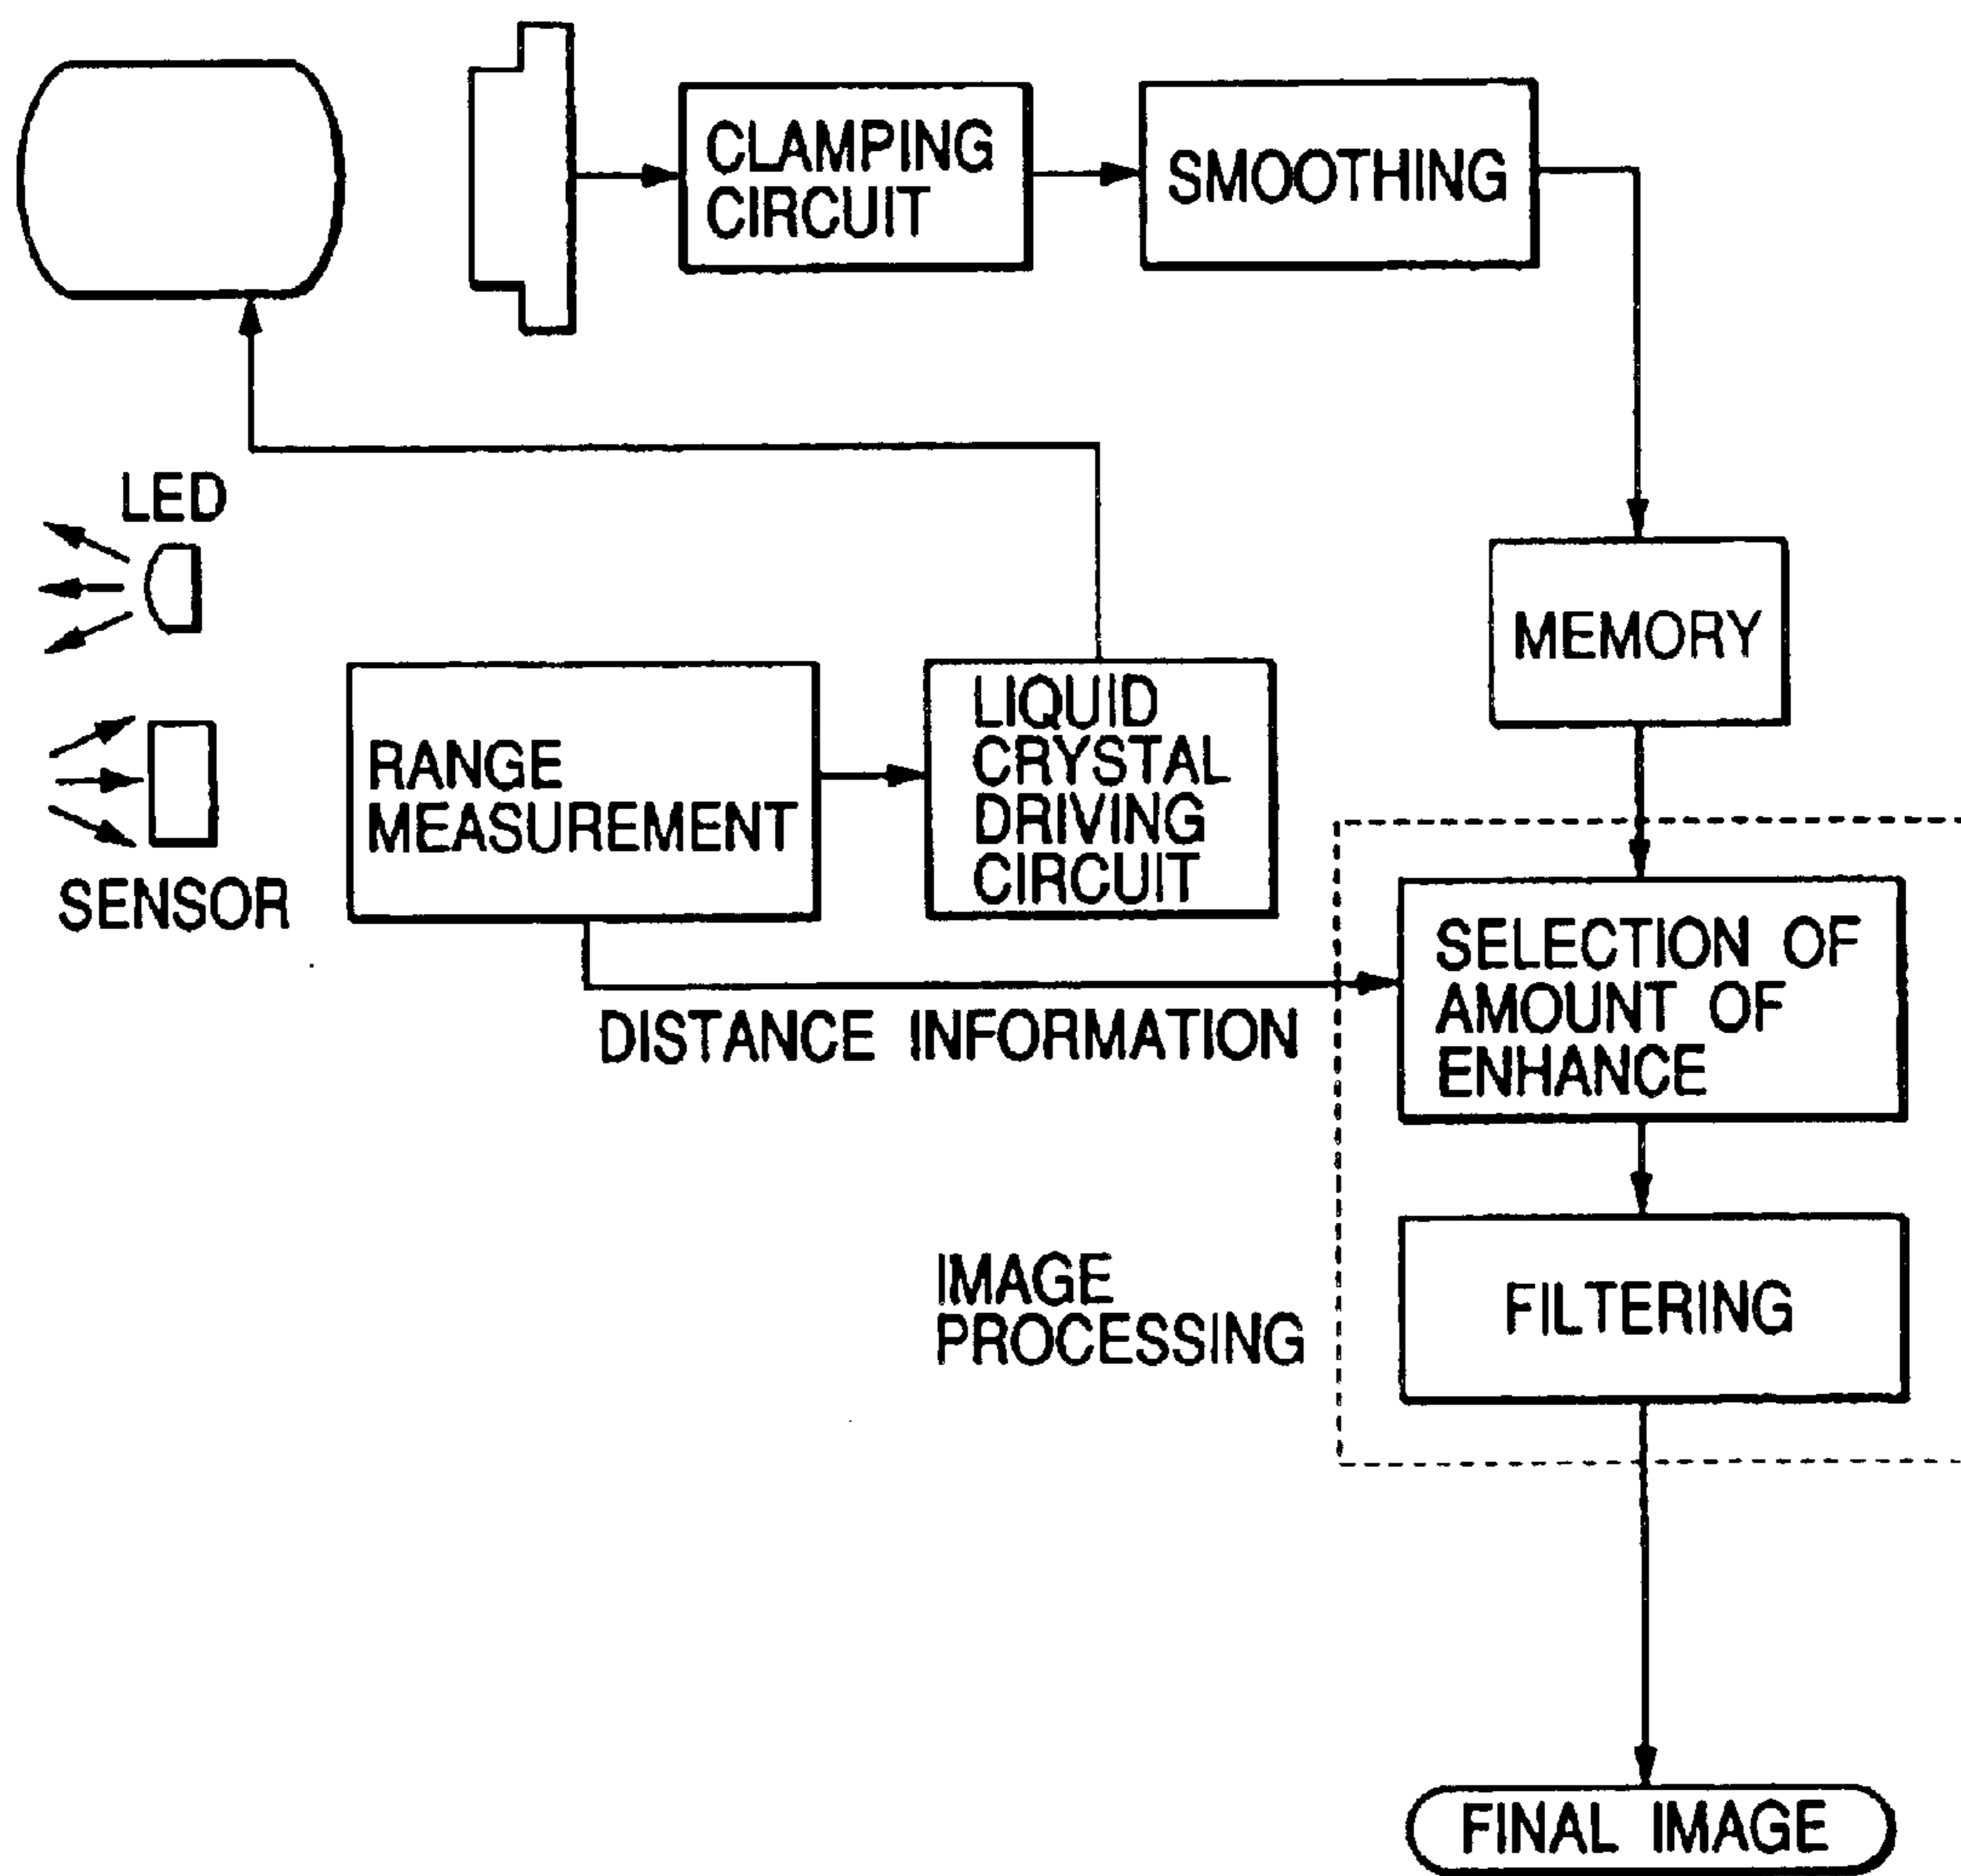 CLAMPING
CIRCUIT
SMOOTHING
LED
MEMORY
SENSOR
RANGE
MEASUREMENT
LIQUID
CRYSTAL
DRIVING
CIRCUIT
DISTANCE INFORMATION
SELECTION OF
AMOUNT OF
ENHANCE
IMAGE
PROCESSING
FILTERING
FINAL IMAGE